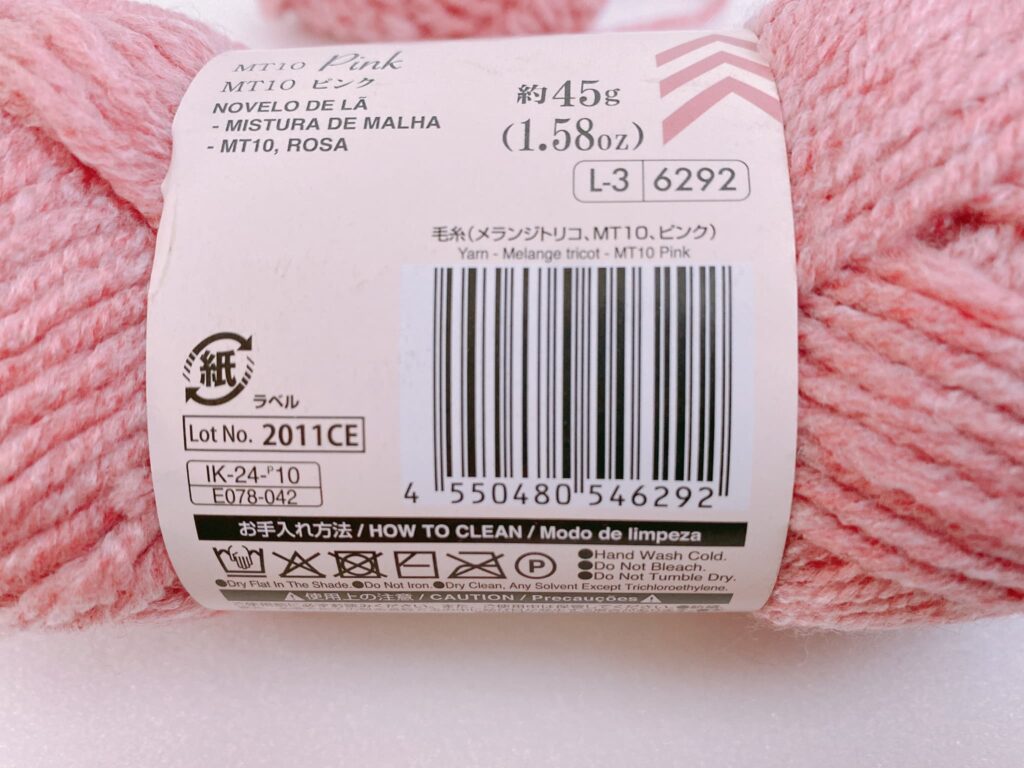 MT10 Pink
MT10 ピンク
NOVELO DE LÃ
- MISTURA DE MALHA
- MT10, ROSA
約45g
(1.58oz)
L-3 6292
毛糸(メランジトリコ、MT10、ピンク)
Yarn - Melange tricot - MT10 Pink
紙
ラベル
Lot No. 2011CE
IK-24-P10
E078-042
4 550480 546292
お手入れ方法 / HOW TO CLEAN / Modo de limpeza
P
●Hand Wash Cold.
●Do Not Bleach.
●Do Not Tumble Dry.
●Dry Flat In The Shade. ●Do Not Iron. ●Dry Clean, Any Solvent Except Trichloroethylene.
⚠使用上の注意 / CAUTION / Precauções⚠